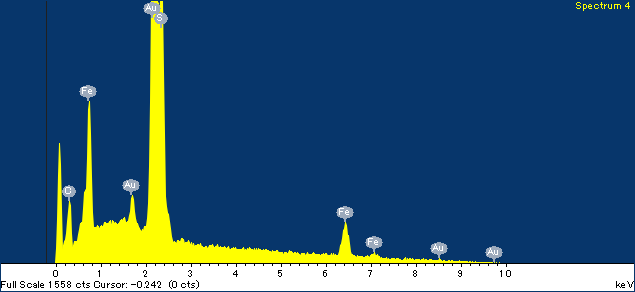 Spectrum 4
Au
S
Fe
Au
C
Fe
Fe
Au
Au
0 1 2 3 4 5 6 7 8 9 10
Full Scale 1558 cts Cursor: -0.242 (0 cts) keV